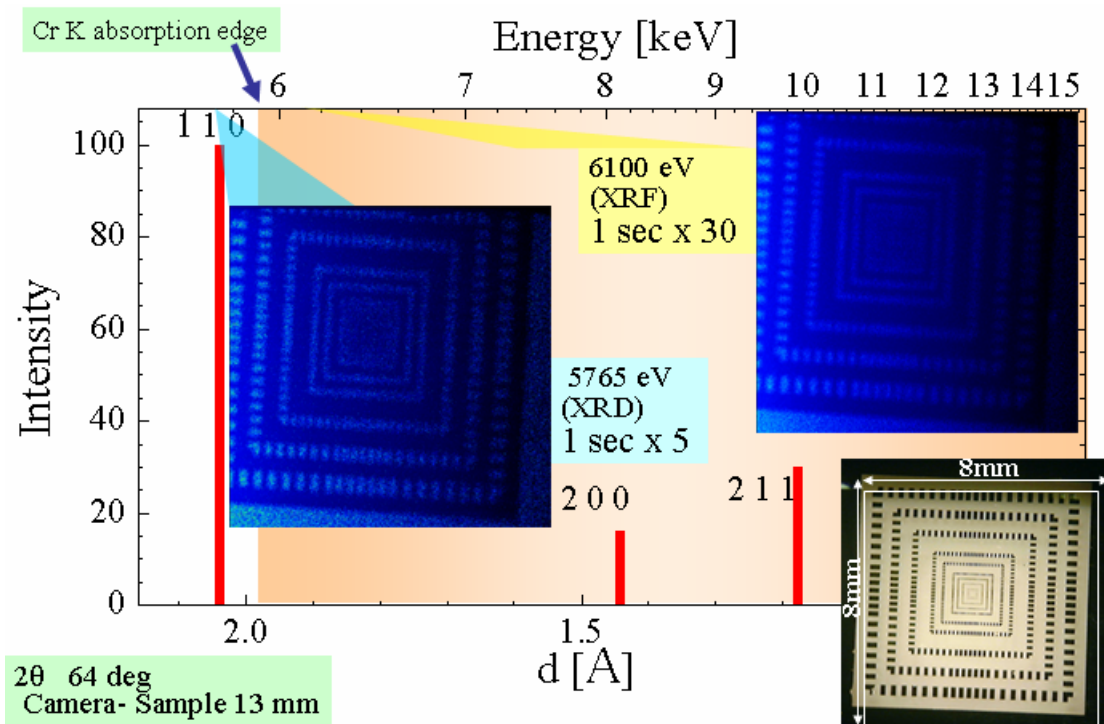 Cr K absorption edge
Energy [keV]
6 7 8 9 10 11 12 13 14 15
1 1 0
100
80
60
40
20
0
Intensity
6100 eV
(XRF)
1 sec x 30
5765 eV
(XRD)
1 sec x 5
2 0 0
2 1 1
8mm
8mm
2.0
1.5
d [A]
2θ 64 deg
Camera- Sample 13 mm